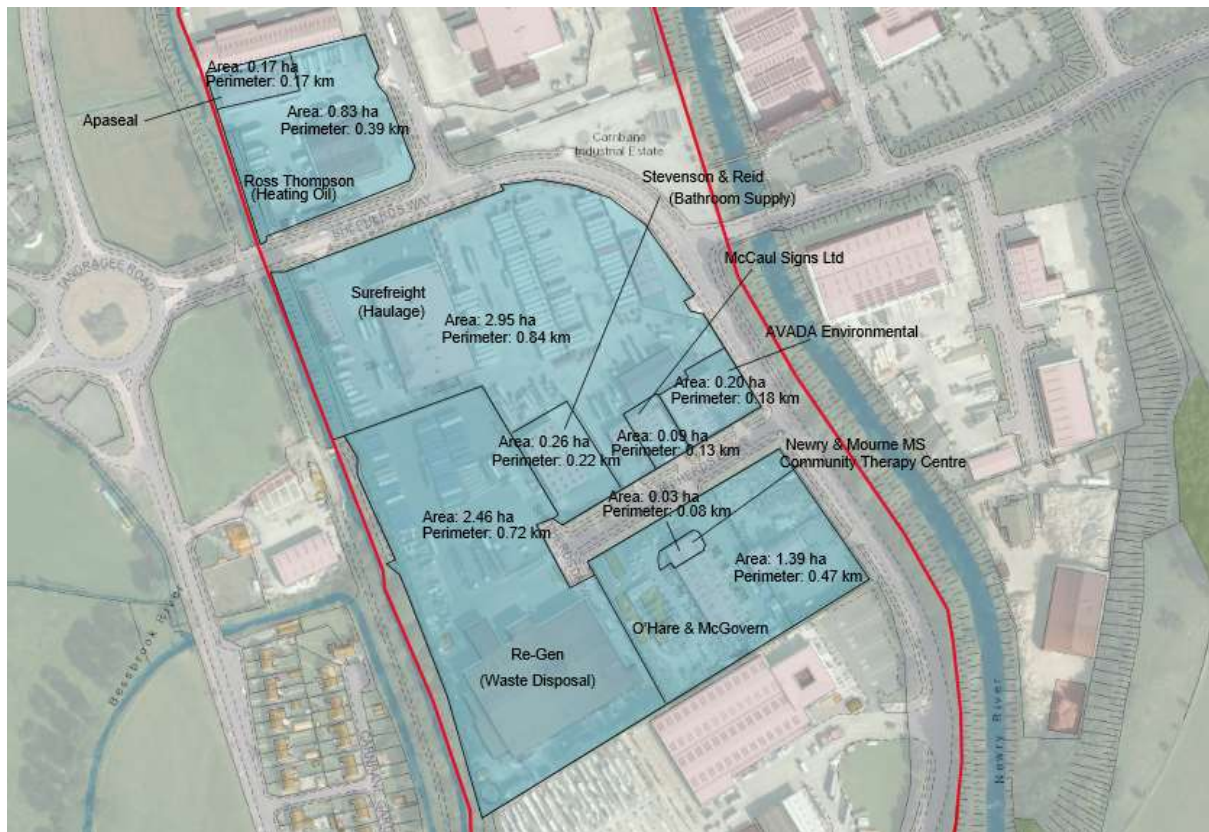 Area: 0.17 ha
Perimeter: 0.17 km
Apaseal
Area: 0.83 ha
Perimeter: 0.39 km
Carnbane
Industrial Estate
Ross Thompson
(Heating Oil)
Stevenson & Reid
(Bathroom Supply)
SHEPHERDS WAY
TANDRAGEE ROAD
McCaul Signs Ltd
Surefreight
(Haulage)
Area: 2.95 ha
Perimeter: 0.84 km
AVADA Environmental
Area: 0.20 ha
Perimeter: 0.18 km
Area: 0.26 ha
Perimeter: 0.22 km
Area: 0.09 ha
Perimeter: 0.13 km
Newry & Mourne MS
Community Therapy Centre
Area: 0.03 ha
Perimeter: 0.08 km
Area: 2.46 ha
Perimeter: 0.72 km
Area: 1.39 ha
Perimeter: 0.47 km
O'Hare & McGovern
Re-Gen
(Waste Disposal)
Bessbrook River
Newry River